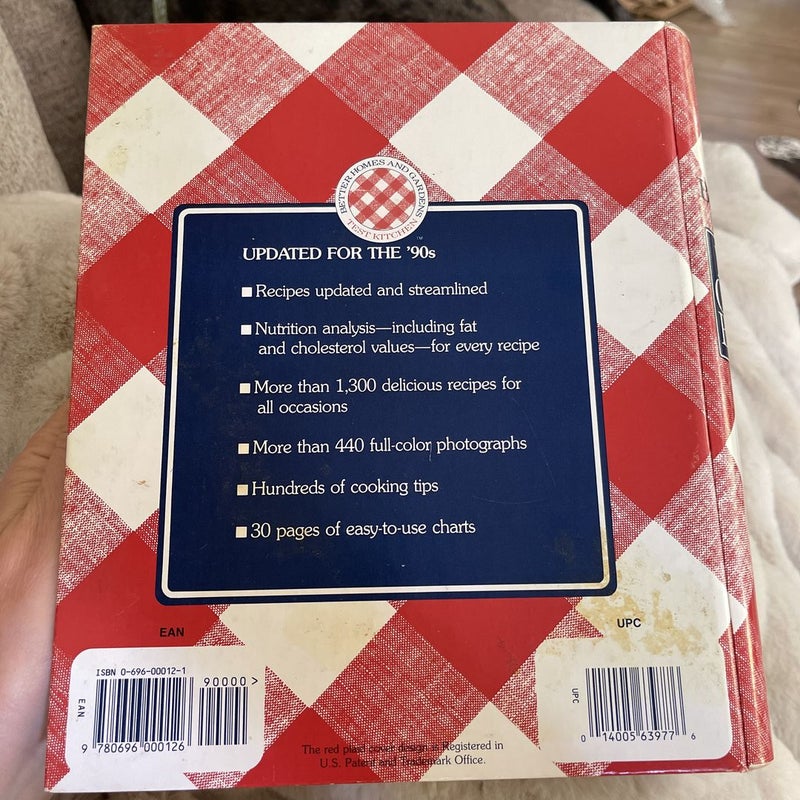 BETTER HOMES AND GARDENS
TEST KITCHEN
™
UPDATED FOR THE '90s
■ Recipes updated and streamlined
■ Nutrition analysis—including fat
and cholesterol values—for every recipe
■ More than 1,300 delicious recipes for
all occasions
■ More than 440 full-color photographs
■ Hundreds of cooking tips
■ 30 pages of easy-to-use charts
EAN
UPC
ISBN 0-696-00012-1
90000 >
EAN
9 780696 000126
UPC
0 14005 63977 6
The red plaid cover design is Registered in
U.S. Patent and Trademark Office.